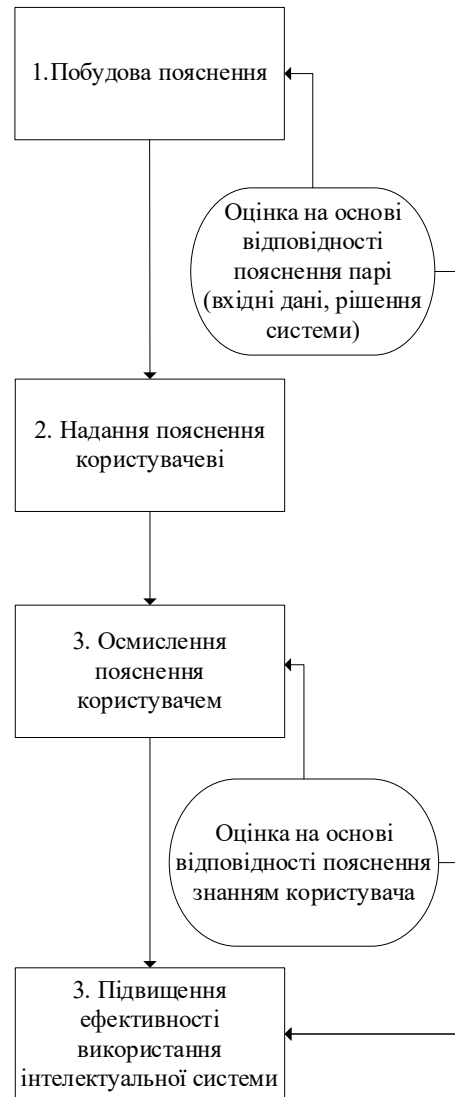 1.Побудова пояснення
Оцінка на основі
відповідності
пояснення парі
(вхідні дані, рішення
системи)
2. Надання пояснення
користувачеві
3. Осмислення
пояснення
користувачем
Оцінка на основі
відповідності пояснення
знанням користувача
3. Підвищення
ефективності
використання
інтелектуальної системи